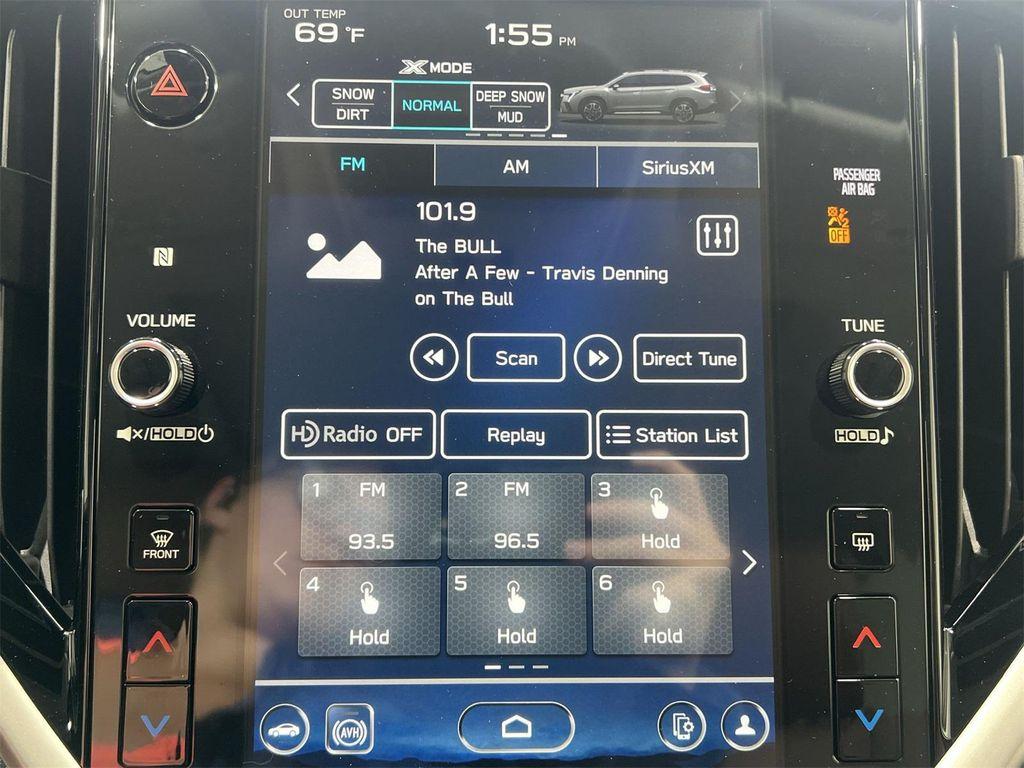 OUT TEMP
69 °F
1:55 PM
X MODE
SNOW
DIRT
NORMAL
DEEP SNOW
MUD
FM
AM
SiriusXM
PASSENGER
AIR BAG
2
OFF
101.9
The BULL
After A Few - Travis Denning
on The Bull
N
VOLUME
TUNE
Scan
Direct Tune
/HOLD
HOLD
HD Radio OFF
Replay
Station List
1 FM
93.5
2 FM
96.5
3
Hold
FRONT
4
Hold
5
Hold
6
Hold
AVH